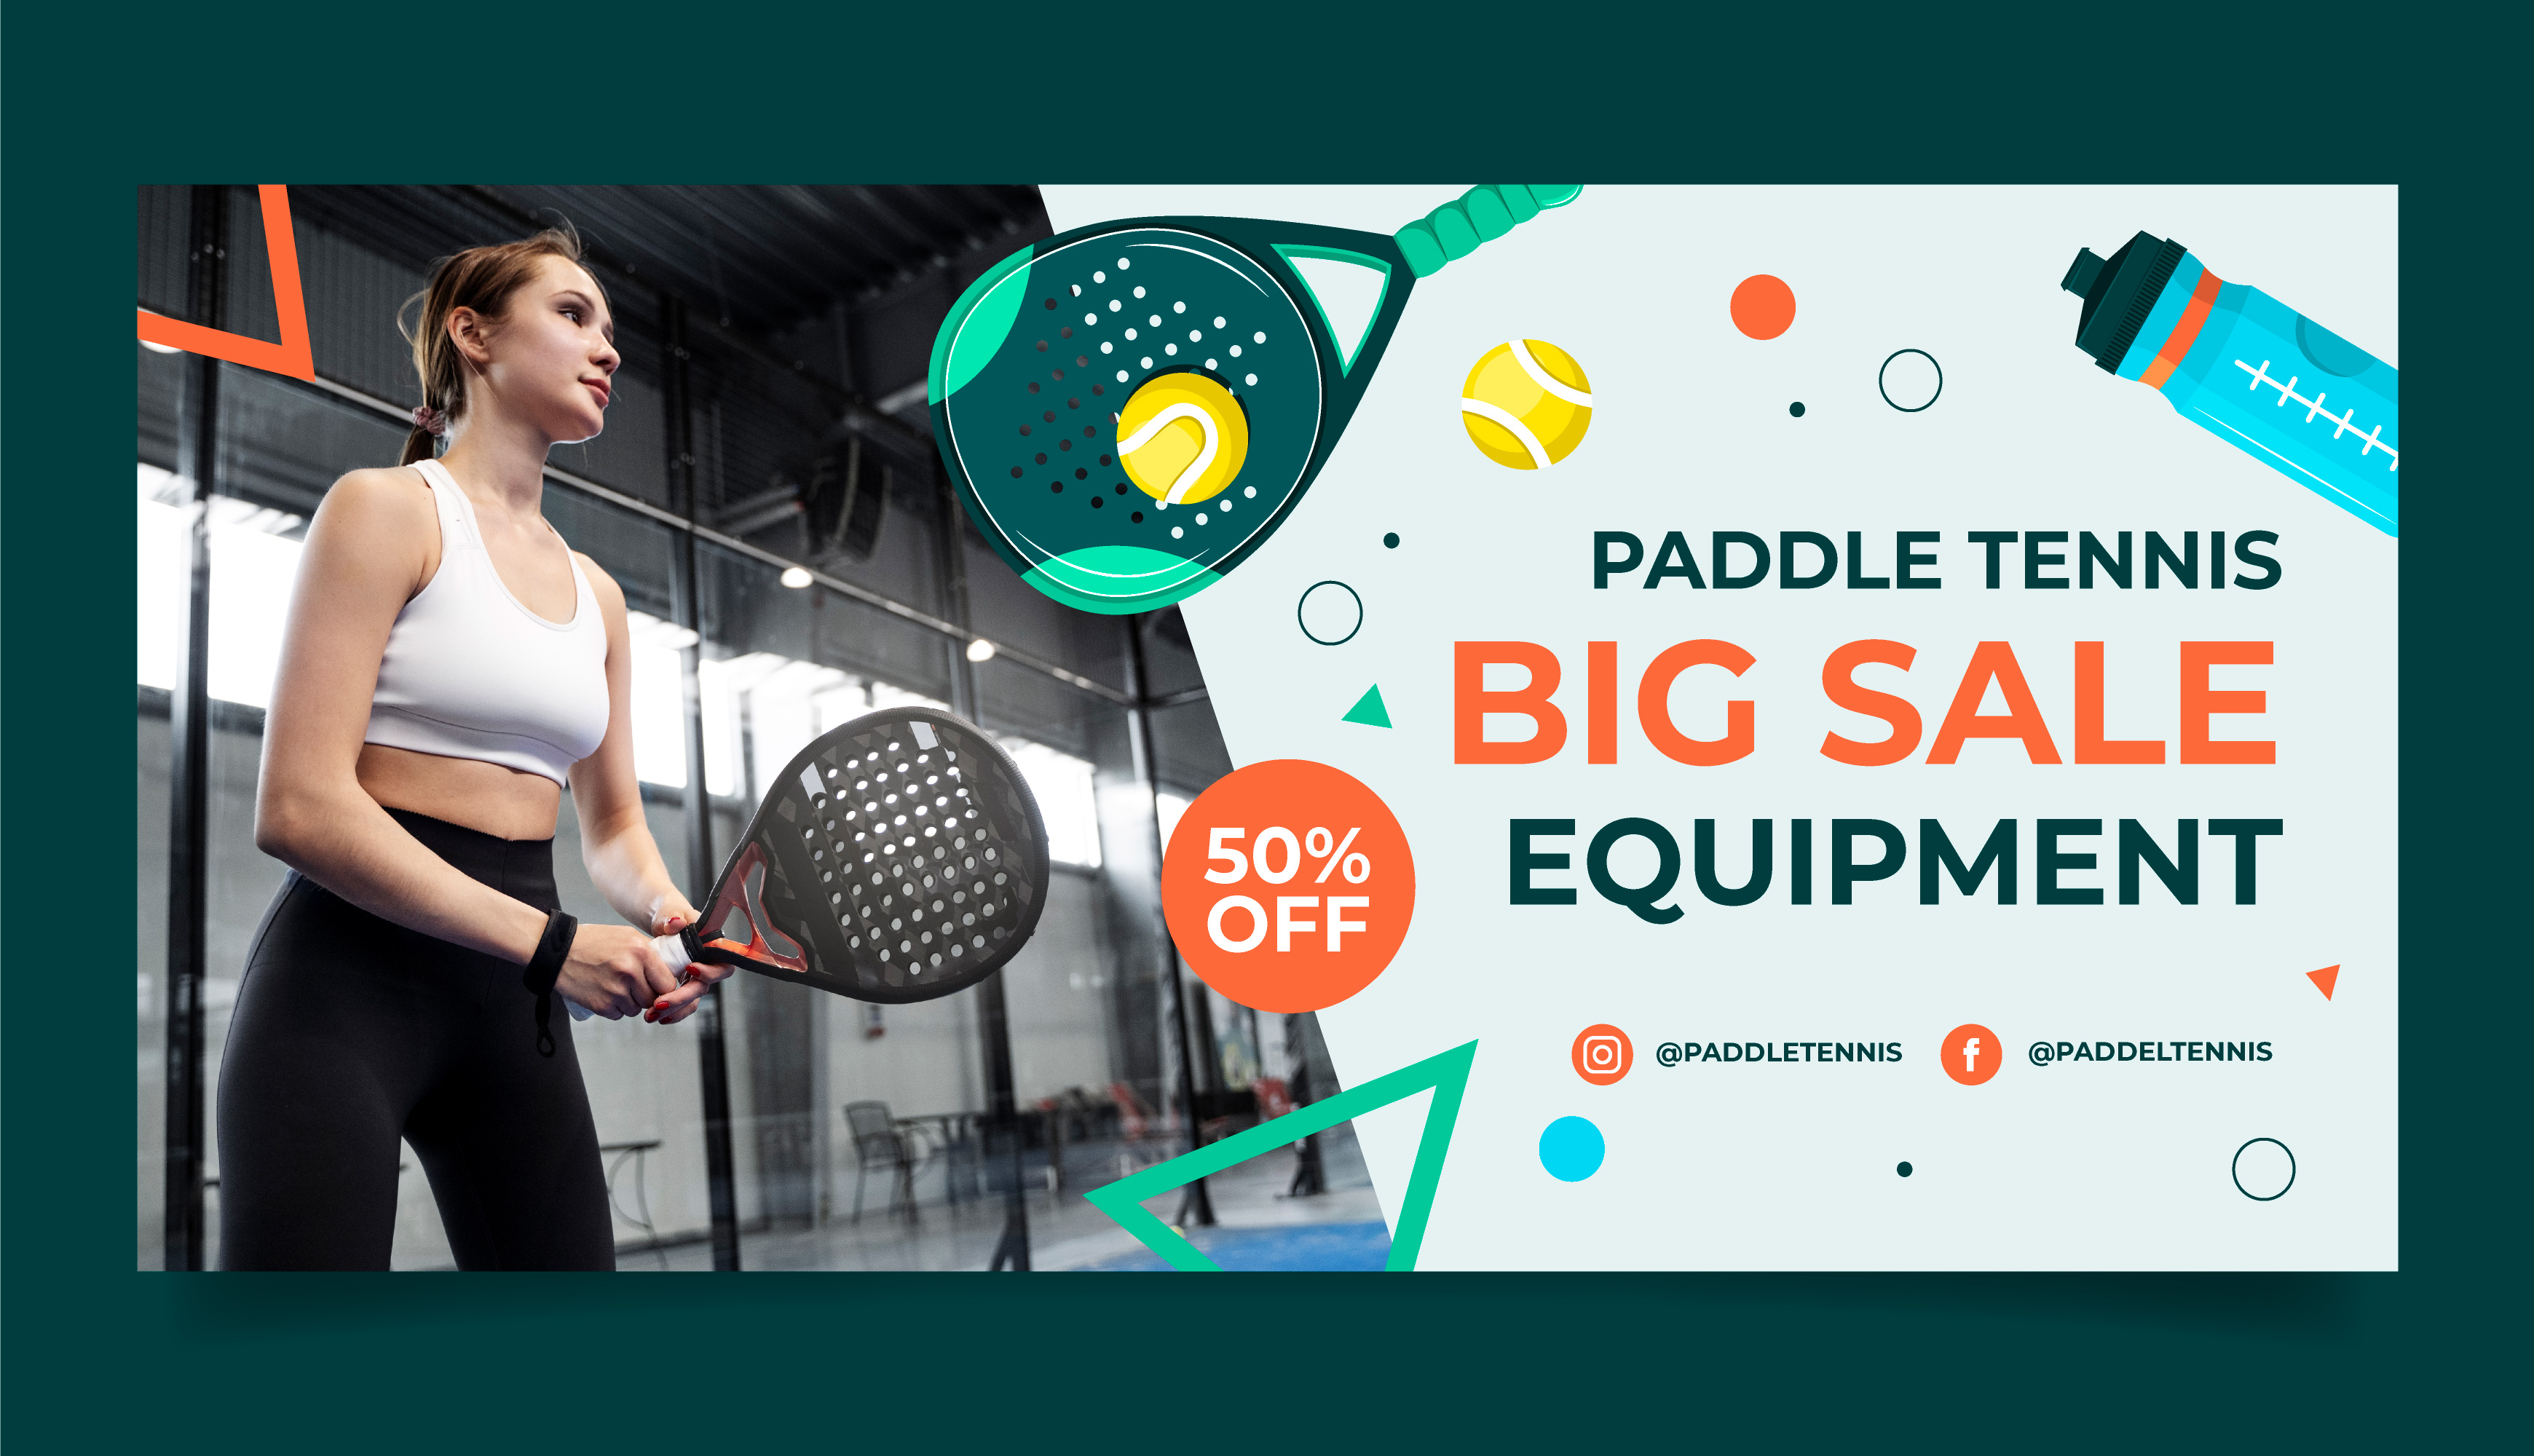 PADDLE TENNIS
BIG SALE
EQUIPMENT
50%
OFF
@PADDLETENNIS
@PADDELTENNIS